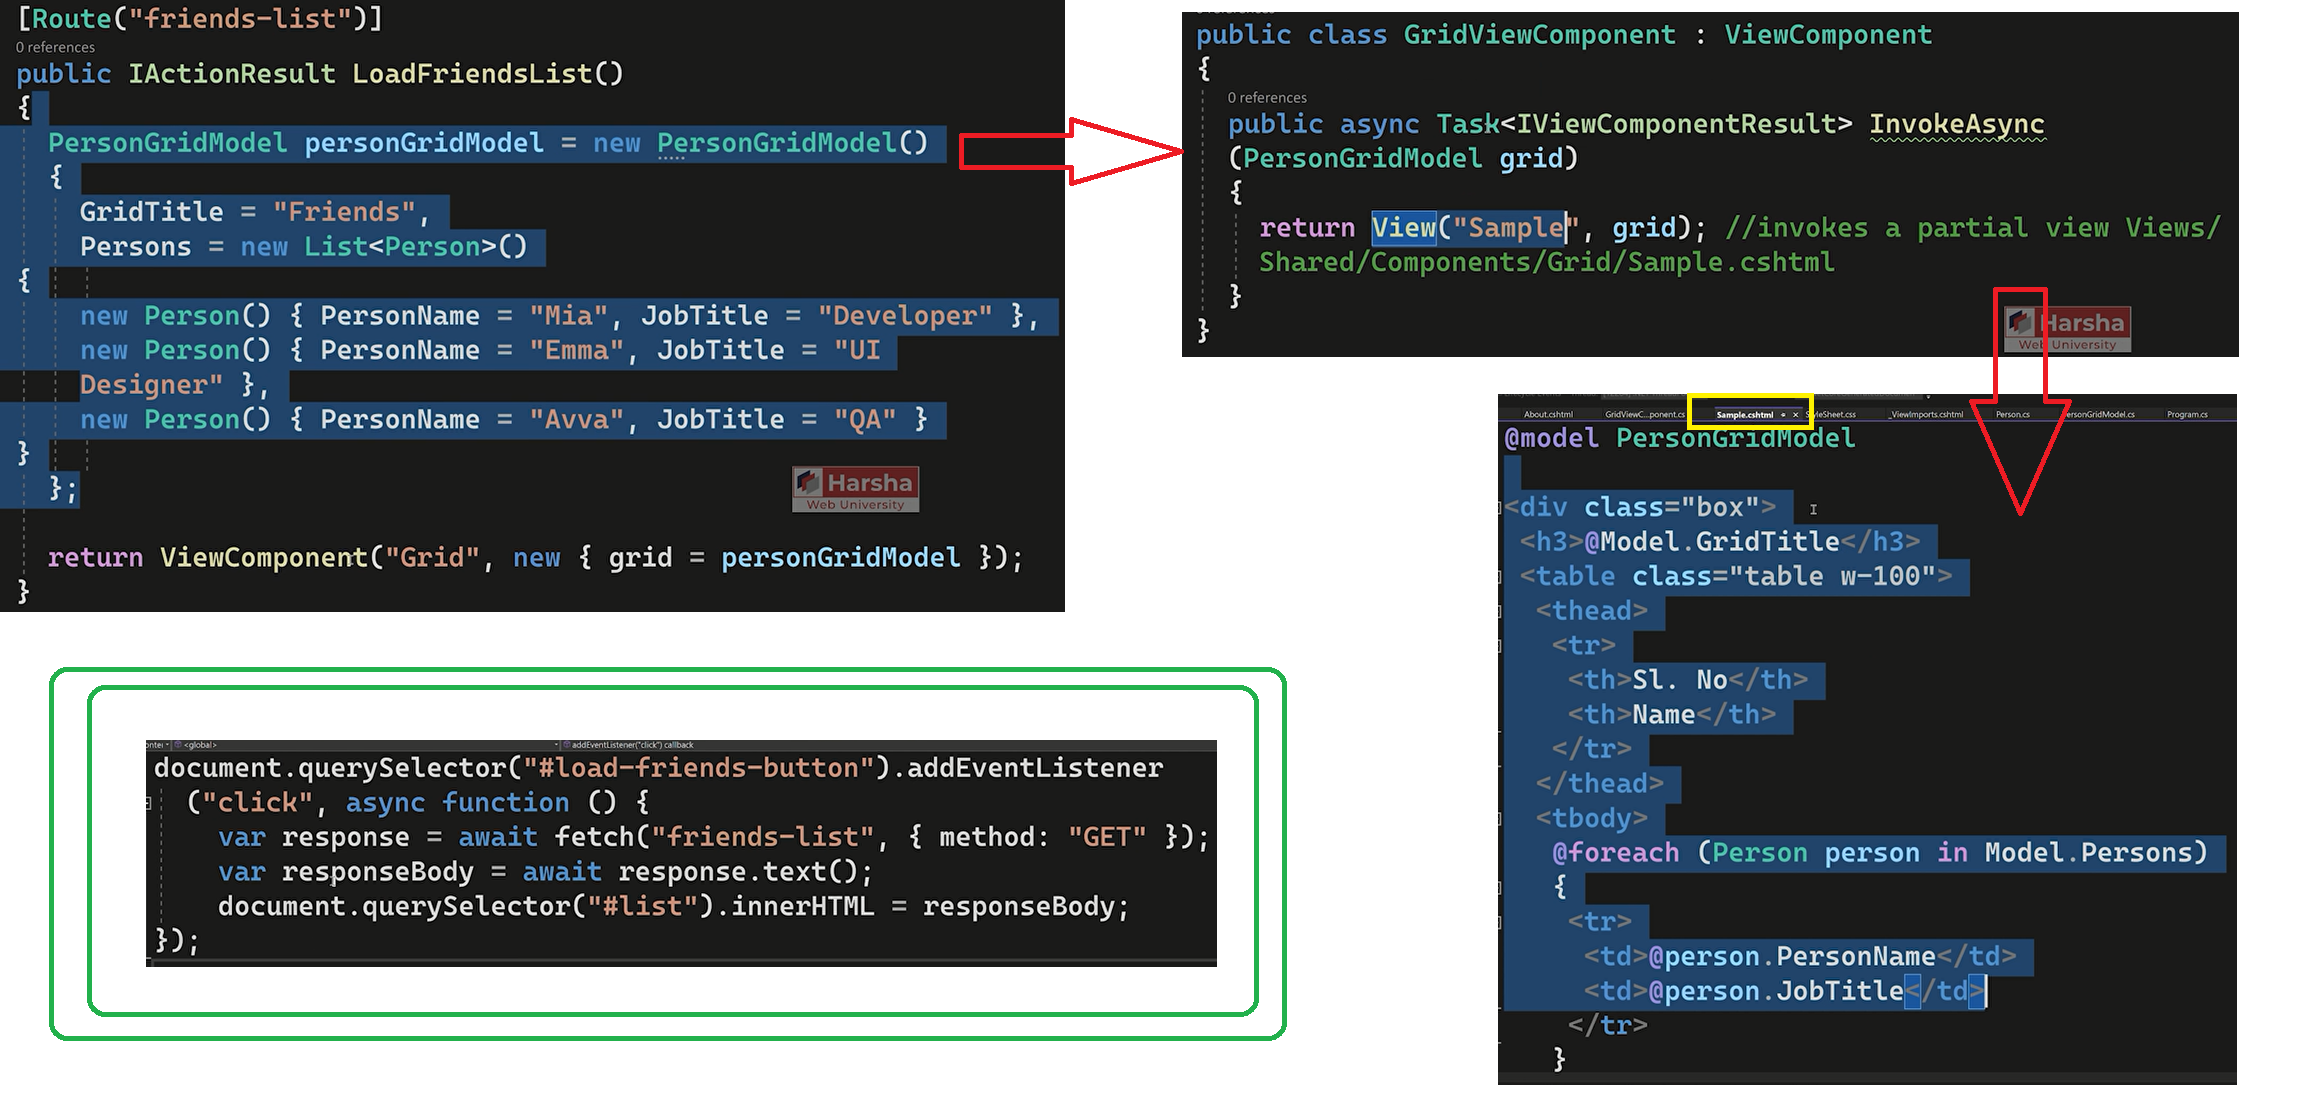 [Route("friends-list")]
0 references
public IActionResult LoadFriendsList()
{
PersonGridModel personGridModel = new PersonGridModel()
{
GridTitle = "Friends",
Persons = new List<Person>()
{
new Person() { PersonName = "Mia", JobTitle = "Developer" },
new Person() { PersonName = "Emma", JobTitle = "UI
Designer" },
new Person() { PersonName = "Avva", JobTitle = "QA" }
}
};
Harsha
Web University
return ViewComponent("Grid", new { grid = personGridModel });
}
public class GridViewComponent : ViewComponent
{
0 references
public async Task<IViewComponentResult> InvokeAsync
(PersonGridModel grid)
{
return View("Sample", grid); //invokes a partial view Views/
Shared/Components/Grid/Sample.cshtml
}
}
Harsha
Web University
About.cshtml GridViewC...ponent.cs Sample.cshtml StyleSheet.css _ViewImports.cshtml Person.cs PersonGridModel.cs Program.cs
@model PersonGridModel
<div class="box">
<h3>@Model.GridTitle</h3>
<table class="table w-100">
<thead>
<tr>
<th>Sl. No</th>
<th>Name</th>
</tr>
</thead>
<tbody>
@foreach (Person person in Model.Persons)
{
<tr>
<td>@person.PersonName</td>
<td>@person.JobTitle</td>
</tr>
}
<global> addEventListener("click") callback
document.querySelector("#load-friends-button").addEventListener
("click", async function () {
var response = await fetch("friends-list", { method: "GET" });
var responseBody = await response.text();
document.querySelector("#list").innerHTML = responseBody;
});